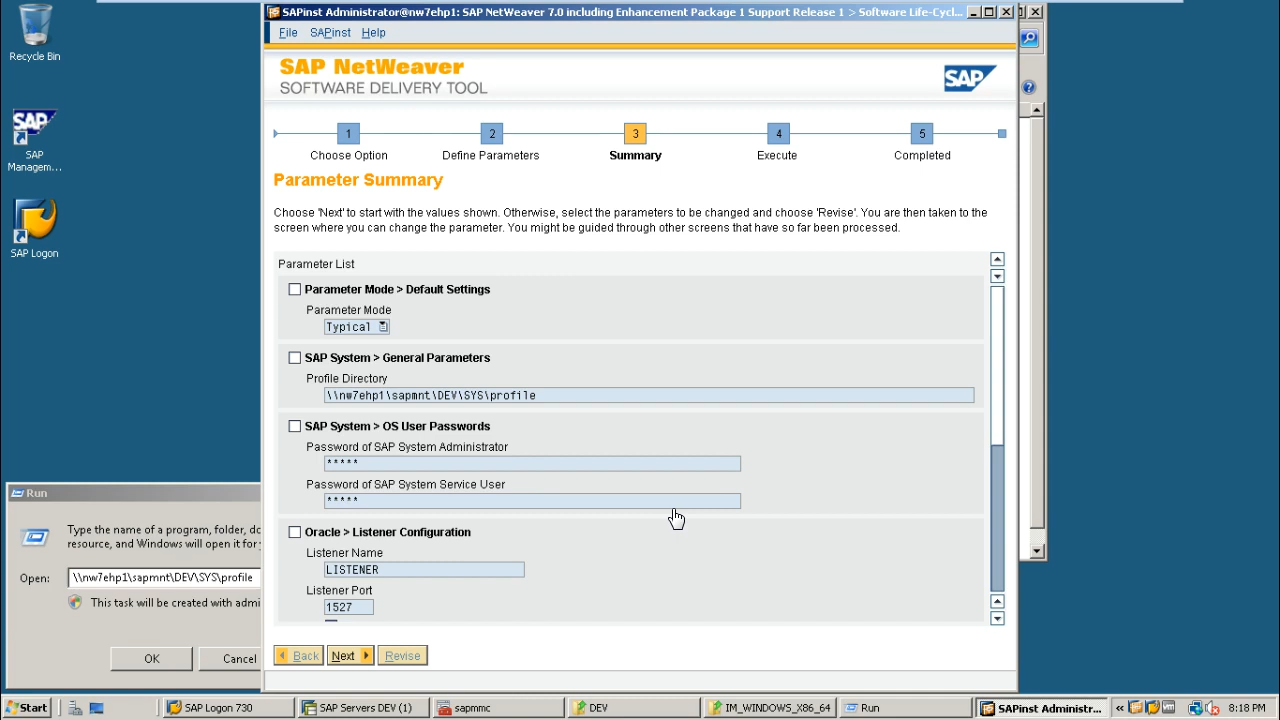 SAPinst Administrator@nw7ehp1: SAP NetWeaver 7.0 including Enhancement Package 1 Support Release 1 > Software Life-Cycl...
Recycle Bin
File SAPinst Help
SAP NetWeaver
SOFTWARE DELIVERY TOOL
SAP
SAP
SAP
Managem...
1 2 3 4 5
Choose Option Define Parameters Summary Execute Completed
Parameter Summary
Choose 'Next' to start with the values shown. Otherwise, select the parameters to be changed and choose 'Revise'. You are then taken to the
screen where you can change the parameter. You might be guided through other screens that have so far been processed.
SAP Logon
Parameter List
Parameter Mode > Default Settings
Parameter Mode
Typical
SAP System > General Parameters
Profile Directory
\\nw7ehp1\sapmnt\DEV\SYS\profile
SAP System > OS User Passwords
Password of SAP System Administrator
*****
Password of SAP System Service User
*****
Oracle > Listener Configuration
Listener Name
LISTENER
Listener Port
1527
Back Next Revise
Run
Type the name of a program, folder, do
resource, and Windows will open it for
Open: \\nw7ehp1\sapmnt\DEV\SYS\profile
This task will be created with admi
OK Cancel
Start SAP Logon 730 SAP Servers DEV (1) sapmmc DEV IM_WINDOWS_X86_64 Run SAPinst Administr... « 8:18 PM